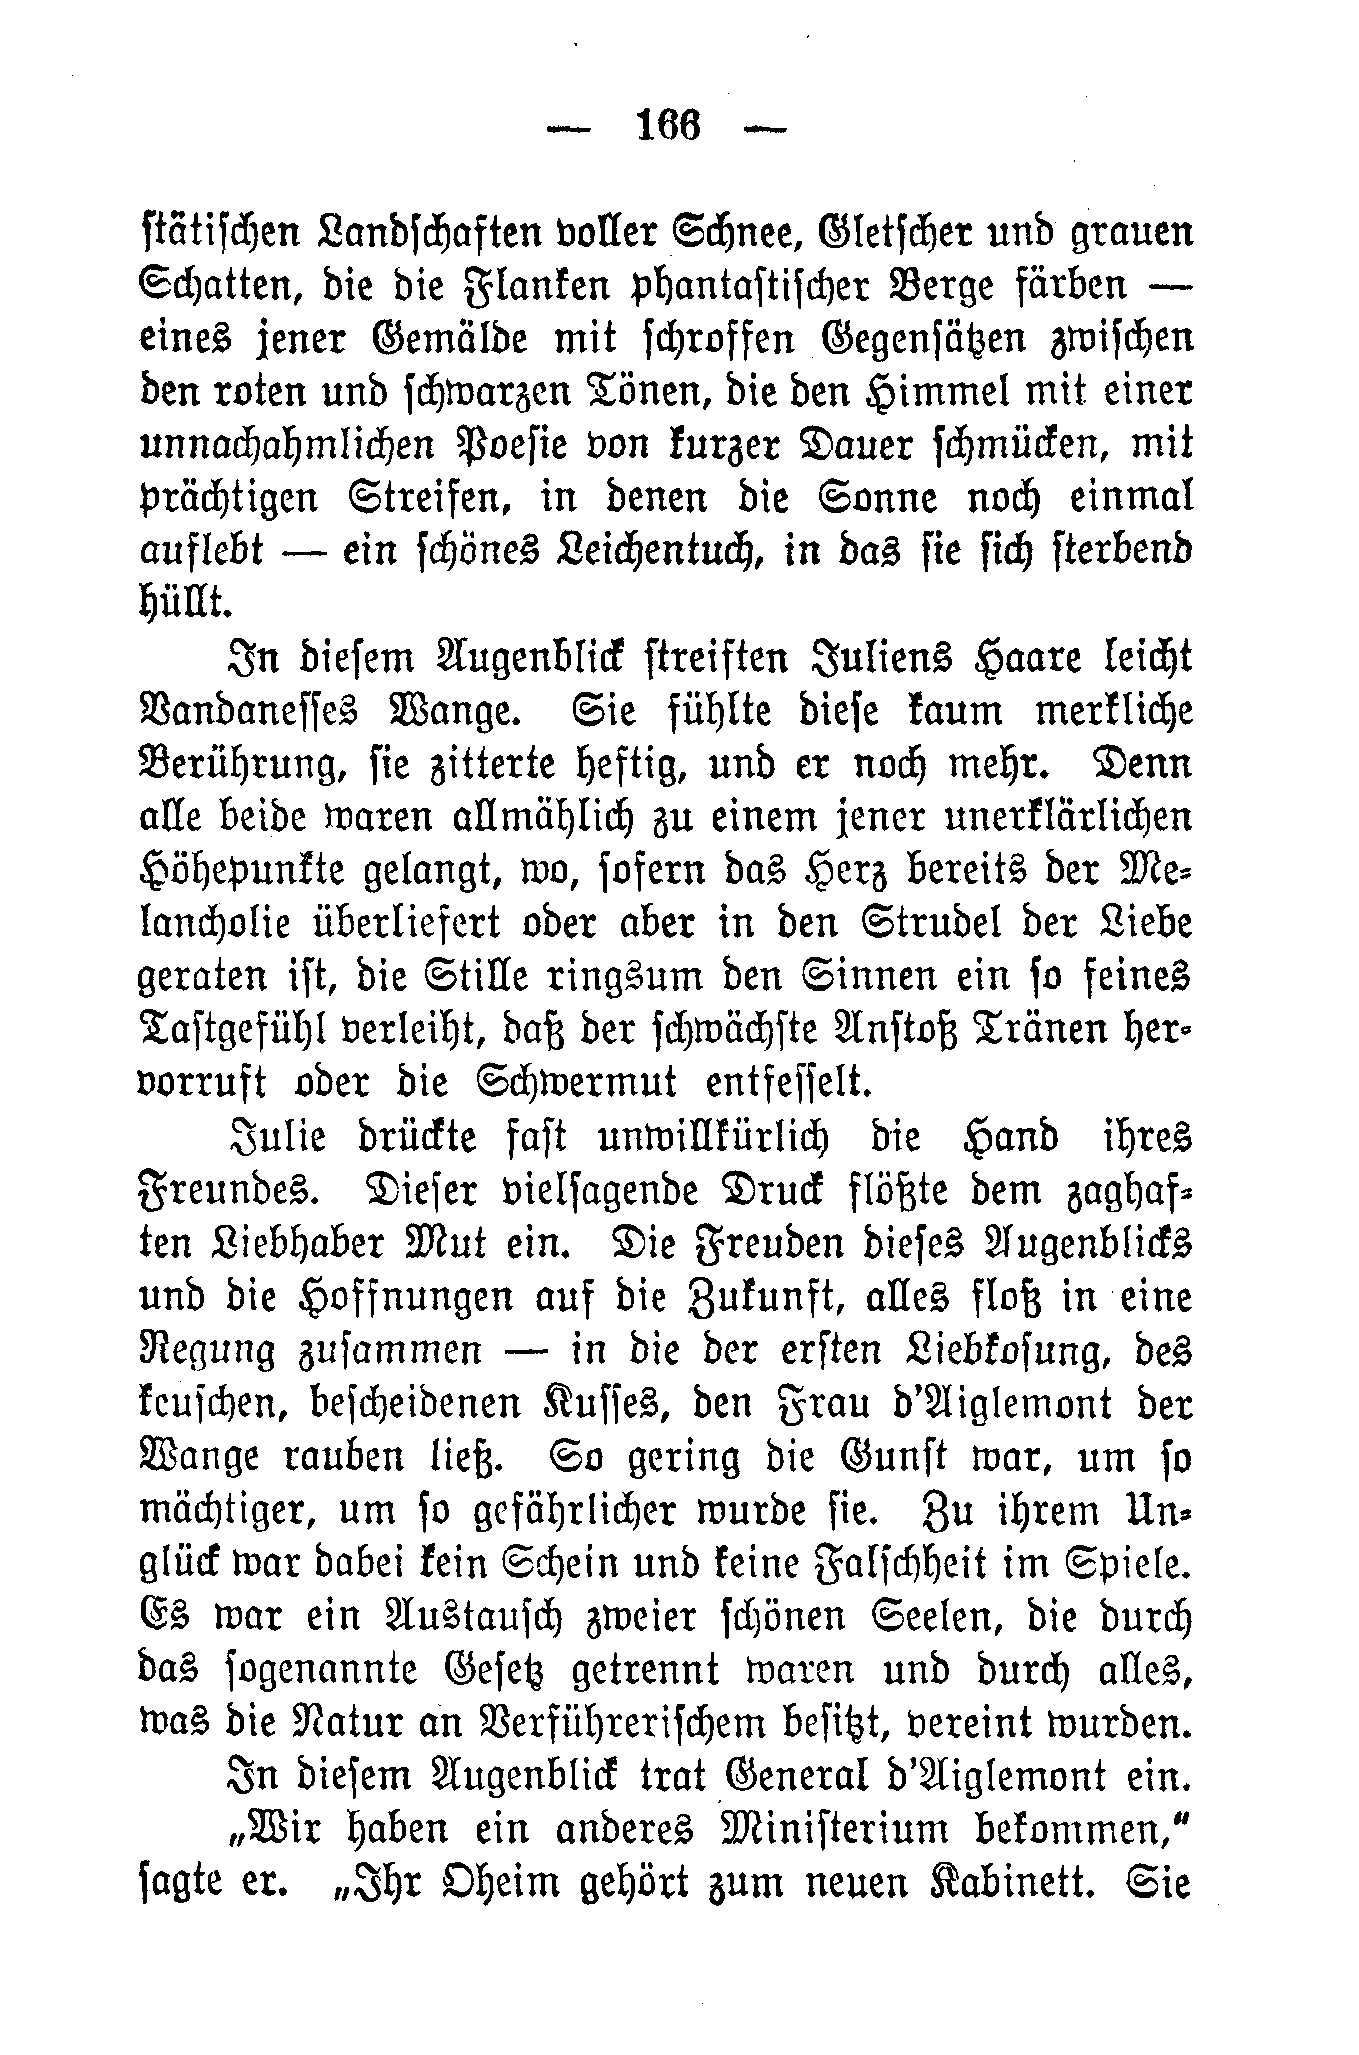 — 166 —
stätischen Landschaften voller Schnee, Gletscher und grauen
Schatten, die die Flanken phantastischer Berge färben —
eines jener Gemälde mit schroffen Gegensätzen zwischen
den roten und schwarzen Tönen, die den Himmel mit einer
unnachahmlichen Poesie von kurzer Dauer schmücken, mit
prächtigen Streifen, in denen die Sonne noch einmal
auflebt — ein schönes Leichentuch, in das sie sich sterbend
hüllt.
In diesem Augenblick streiften Juliens Haare leicht
Vandanesses Wange. Sie fühlte diese kaum merkliche
Berührung, sie zitterte heftig, und er noch mehr. Denn
alle beide waren allmählich zu einem jener unerklärlichen
Höhepunkte gelangt, wo, sofern das Herz bereits der Me-
lancholie überliefert oder aber in den Strudel der Liebe
geraten ist, die Stille ringsum den Sinnen ein so feines
Tastgefühl verleiht, daß der schwächste Anstoß Tränen her-
vorruft oder die Schwermut entfesselt.
Julie drückte fast unwillkürlich die Hand ihres
Freundes. Dieser vielsagende Druck flößte dem zaghaf-
ten Liebhaber Mut ein. Die Freuden dieses Augenblicks
und die Hoffnungen auf die Zukunft, alles floß in eine
Regung zusammen — in die der ersten Liebkosung, des
keuschen, bescheidenen Kusses, den Frau d'Aiglemont der
Wange rauben ließ. So gering die Gunst war, um so
mächtiger, um so gefährlicher wurde sie. Zu ihrem Un-
glück war dabei kein Schein und keine Falschheit im Spiele.
Es war ein Austausch zweier schönen Seelen, die durch
das sogenannte Gesetz getrennt waren und durch alles,
was die Natur an Verführerischem besitzt, vereint wurden.
In diesem Augenblick trat General d'Aiglemont ein.
„Wir haben ein anderes Ministerium bekommen,“
sagte er. „Ihr Oheim gehört zum neuen Kabinett. Sie